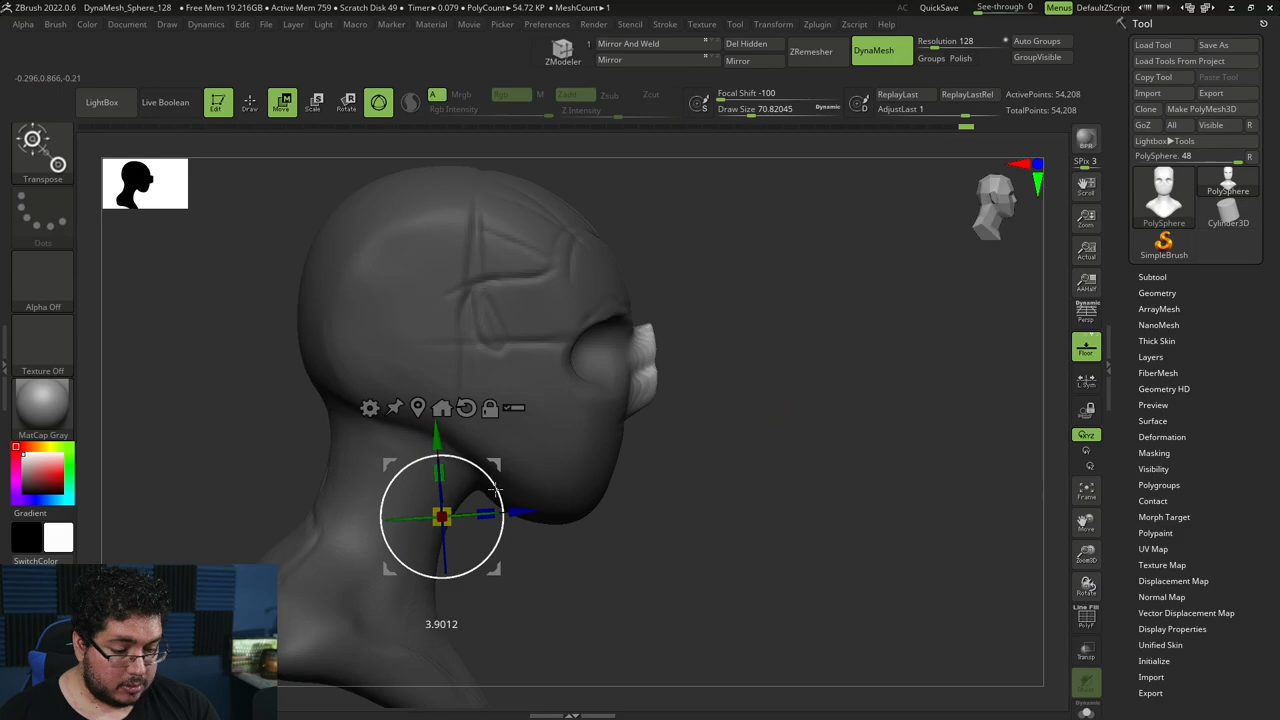 ZBrush 2022.0.6 DynaMesh_Sphere_128 • Free Mem 19.216GB • Active Mem 759 • Scratch Disk 49 • Timer▶0.079 • PolyCount▶54.72 KP • MeshCount▶1
AC QuickSave See-through 0 Menus DefaultZScript
Alpha Brush Color Document Draw Dynamics Edit File Layer Light Macro Marker Material Movie Picker Preferences Render Stencil Stroke Texture Tool Transform Zplugin Zscript Help
Tool
ZModeler
1
Mirror And Weld
Mirror
Del Hidden
Mirror
ZRemesher
DynaMesh
Resolution 128
Groups Polish
Auto Groups
GroupVisible
-0.296,0.866,-0.21
LightBox
Live Boolean
Edit
Draw
Move
Scale
Rotate
A Mrgb
Rgb M
Rgb Intensity
Zadd Zsub Zcut
Z Intensity
S
Focal Shift -100
Draw Size 70.82045 Dynamic
D
ReplayLast ReplayLastRel
AdjustLast 1
ActivePoints: 54,208
TotalPoints: 54,208
Load Tool Save As
Load Tools From Project
Copy Tool Paste Tool
Import Export
Clone Make PolyMesh3D
GoZ All Visible R
Lightbox▶Tools
PolySphere. 48 R
PolySphere
PolySphere
Cylinder3D
SimpleBrush
Subtool
Geometry
ArrayMesh
NanoMesh
Thick Skin
Layers
FiberMesh
Geometry HD
Preview
Surface
Deformation
Masking
Visibility
Polygroups
Contact
Morph Target
Polypaint
UV Map
Texture Map
Displacement Map
Normal Map
Vector Displacement Map
Display Properties
Unified Skin
Initialize
Import
Export
Transpose
Dots
Alpha Off
Texture Off
MatCap Gray
Gradient
SwitchColor
BPR
SPix 3
Scroll
Zoom
Actual
AAHalf
Dynamic
Persp
Floor
L.Sym
XYZ
Frame
Move
Zoom3D
Rotate
Line Fill
PolyF
Transp
Dynamic
3.9012